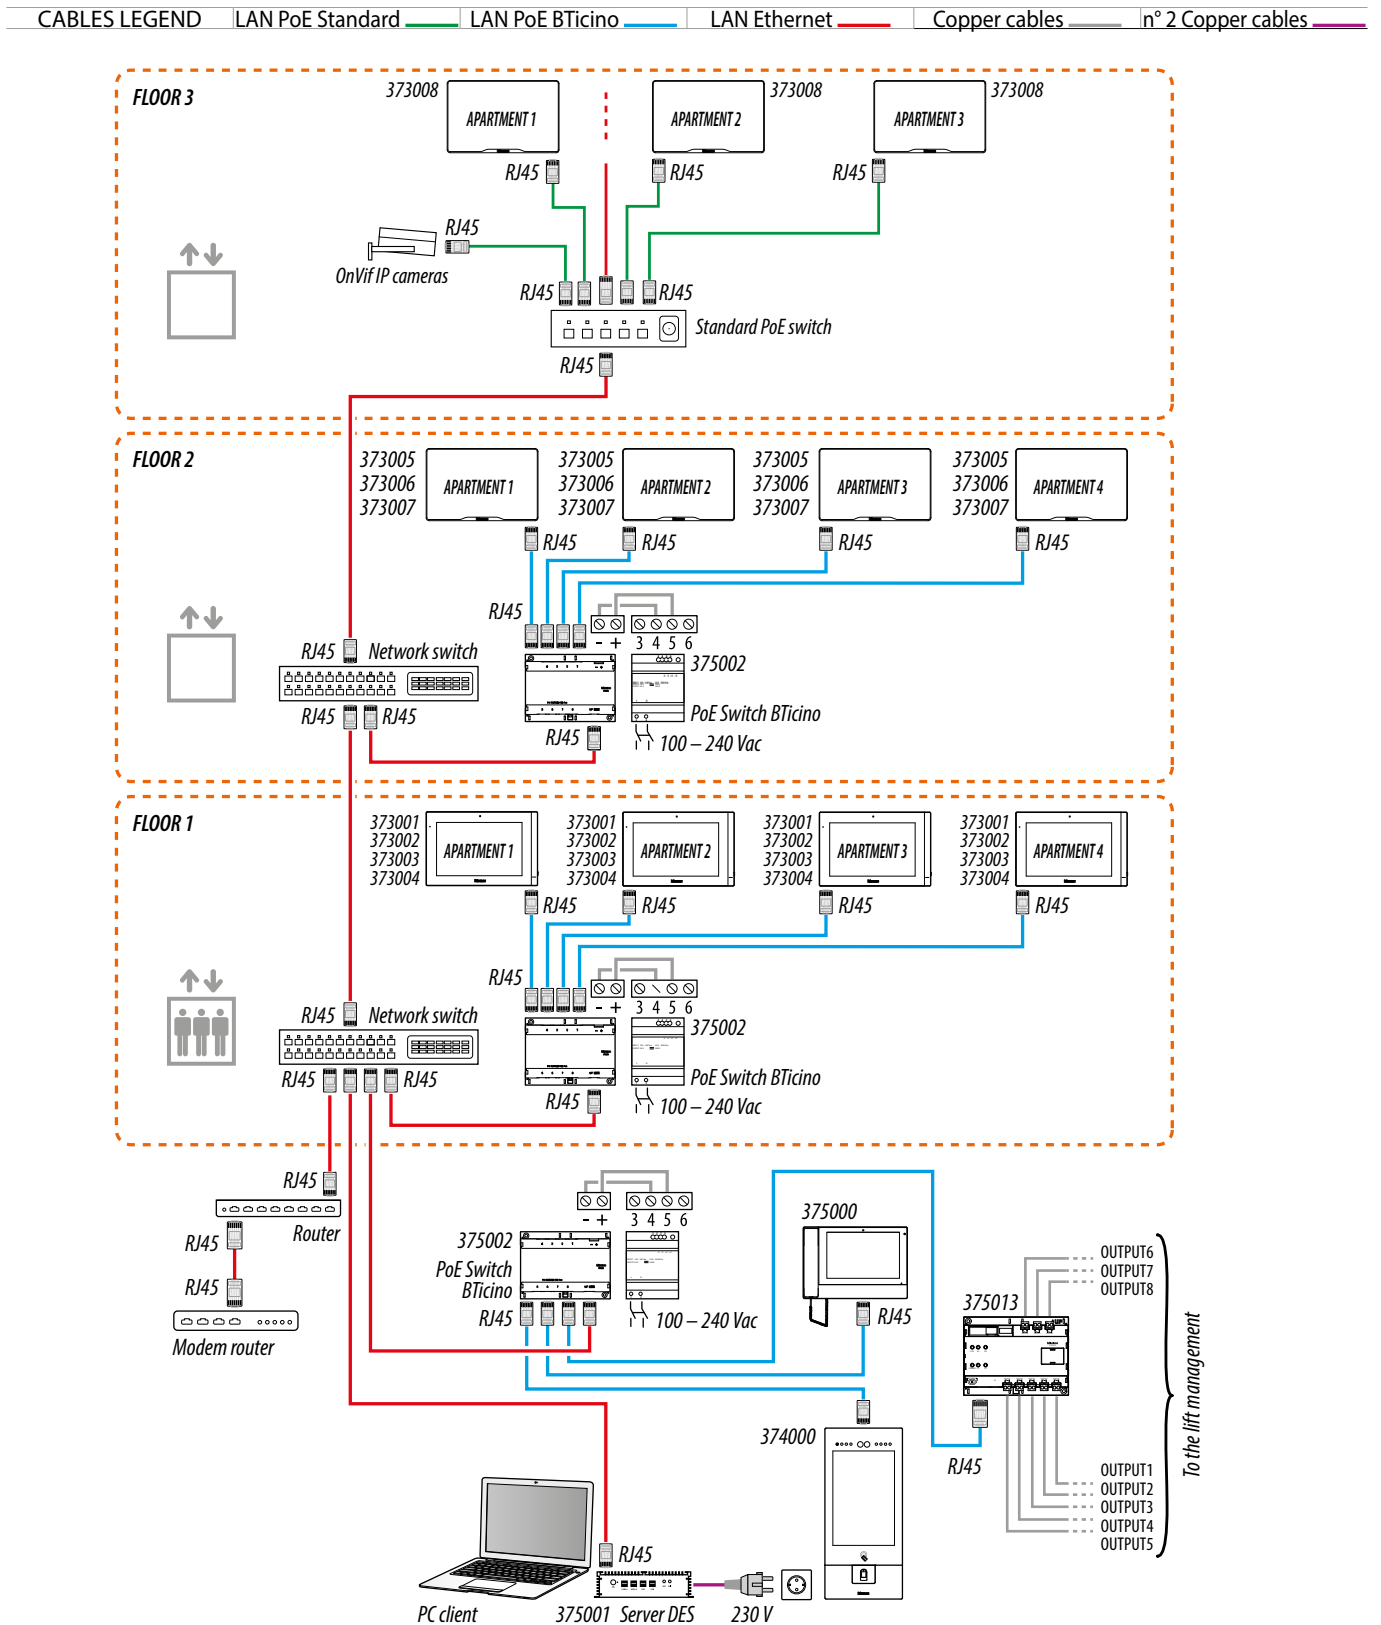 CABLES LEGEND LAN PoE Standard LAN PoE BTicino LAN Ethernet Copper cables n° 2 Copper cables
FLOOR 3
373008 APARTMENT 1
373008 APARTMENT 2
373008 APARTMENT 3
RJ45 RJ45 RJ45
RJ45
OnVif IP cameras
RJ45 RJ45
Standard PoE switch
RJ45
FLOOR 2
373005 373005 373005 373005
373006 373006 373006 373006
373007 373007 373007 373007
APARTMENT 1 APARTMENT 2 APARTMENT 3 APARTMENT 4
RJ45 RJ45 RJ45 RJ45
RJ45
- + 3 4 5 6
RJ45 Network switch
375002
RJ45 RJ45
PoE Switch BTicino
RJ45
100 – 240 Vac
FLOOR 1
373001 373001 373001 373001
373002 373002 373002 373002
373003 373003 373003 373003
373004 373004 373004 373004
APARTMENT 1 APARTMENT 2 APARTMENT 3 APARTMENT 4
RJ45 RJ45 RJ45 RJ45
RJ45
- + 3 4 5 6
RJ45 Network switch
375002
RJ45 RJ45
PoE Switch BTicino
RJ45
100 – 240 Vac
RJ45
Router
RJ45
RJ45
Modem router
- + 3 4 5 6
375002
PoE Switch
BTicino
RJ45
100 – 240 Vac
375000
RJ45
375013
OUTPUT6
OUTPUT7
OUTPUT8
To the lift management
RJ45
OUTPUT1
OUTPUT2
OUTPUT3
OUTPUT4
OUTPUT5
374000
RJ45
PC client
375001 Server DES
230 V